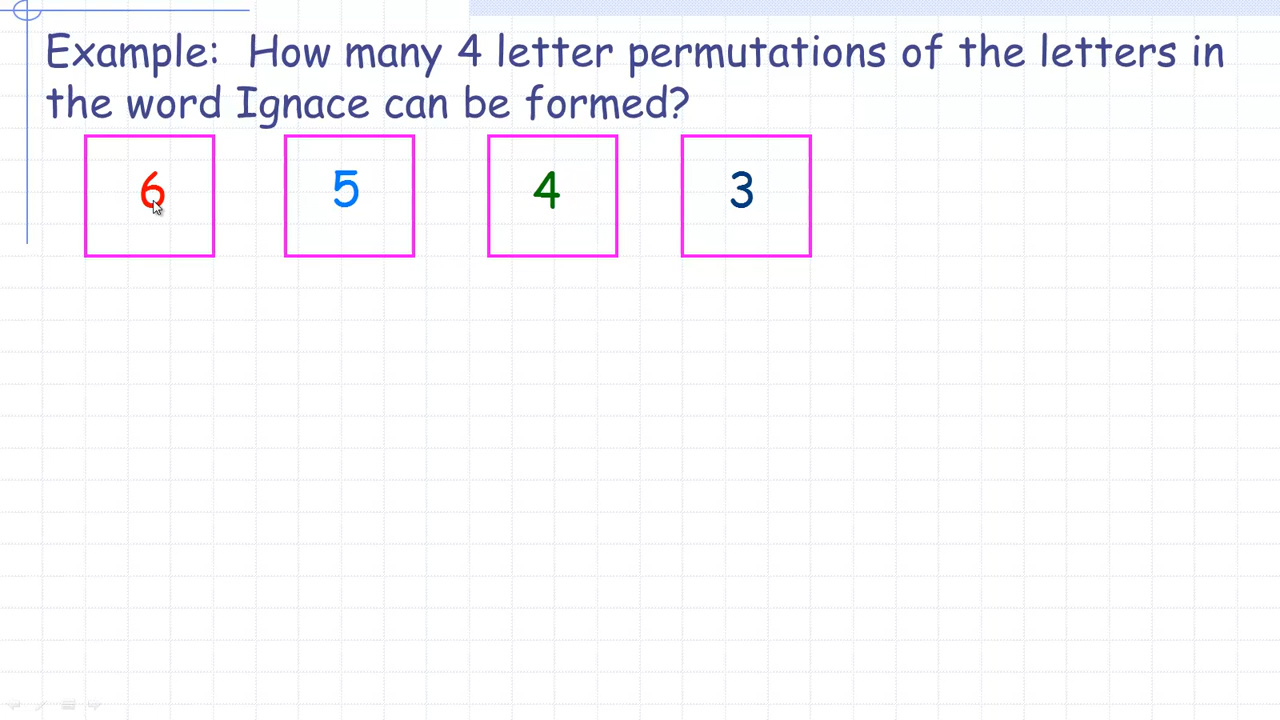 Example: How many 4 letter permutations of the letters in
the word Ignace can be formed?
6 5 4 3